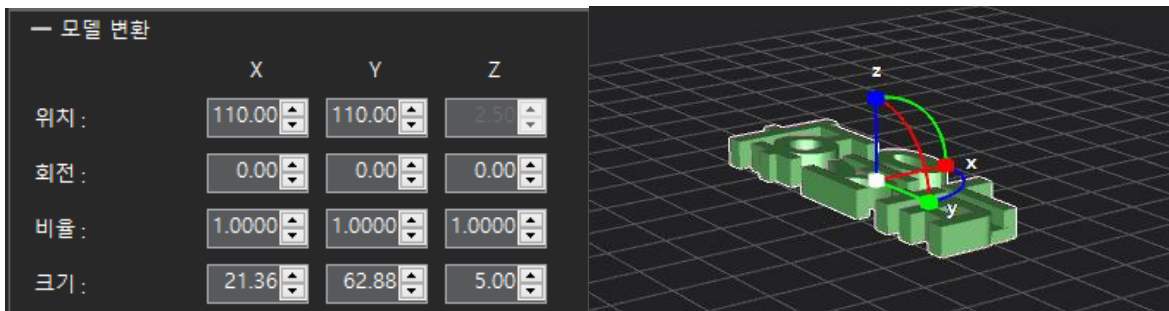 — 모델 변환
X Y Z
위치 : 110.00 110.00 2.50
회전 : 0.00 0.00 0.00
비율 : 1.0000 1.0000 1.0000
크기 : 21.36 62.88 5.00
z
x
y